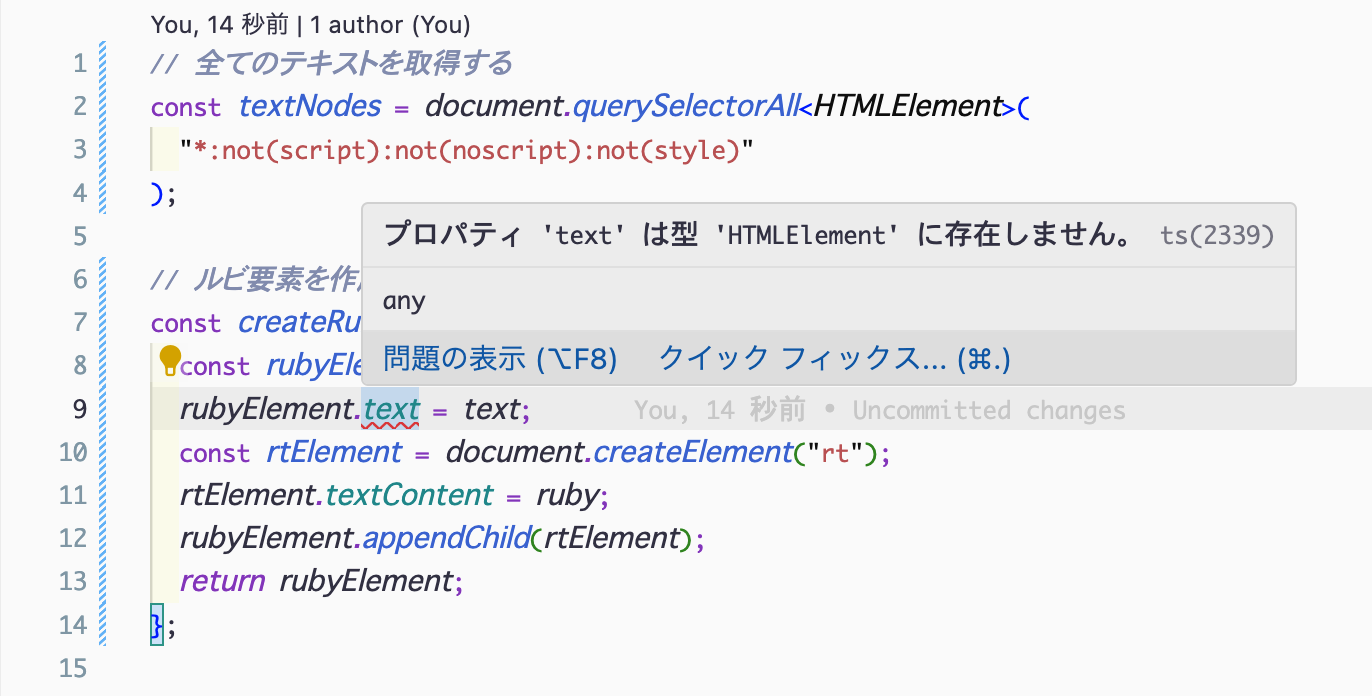 You, 14 秒前 | 1 author (You)
1 // 全てのテキストを取得する
2 const textNodes = document.querySelectorAll<HTMLElement>(
3 "*:not(script):not(noscript):not(style)"
4 );
プロパティ 'text' は型 'HTMLElement' に存在しません。 ts(2339)
5
6 // ルビ要素を作
any
7 const createRu
問題の表示 (⌥F8) クイック フィックス... (⌘.)
8 const rubyEle
9 rubyElement.text = text; You, 14 秒前 • Uncommitted changes
10 const rtElement = document.createElement("rt");
11 rtElement.textContent = ruby;
12 rubyElement.appendChild(rtElement);
13 return rubyElement;
14 };
15